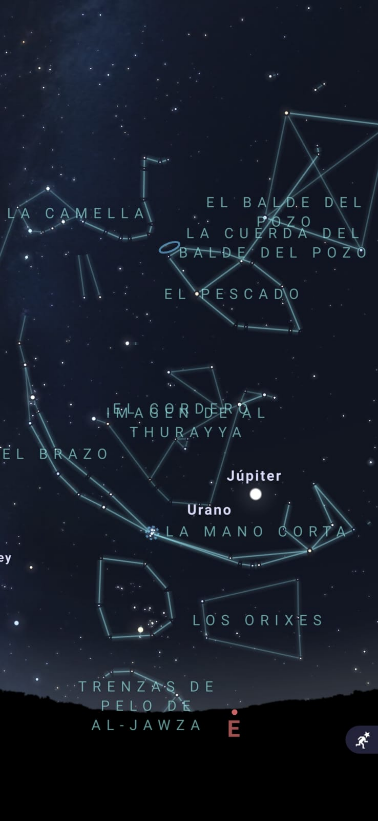 EL BALDE DEL
POZO
LA CAMELLA
LA CUERDA DEL
BALDE DEL POZO
EL PESCADO
EL CORDERO
IMAGEN DE AL
THURAYYA
EL BRAZO
Júpiter
Urano
LA MANO CORTA
ey
LOS ORIXES
TRENZAS DE
PELO DE
AL-JAWZA
E